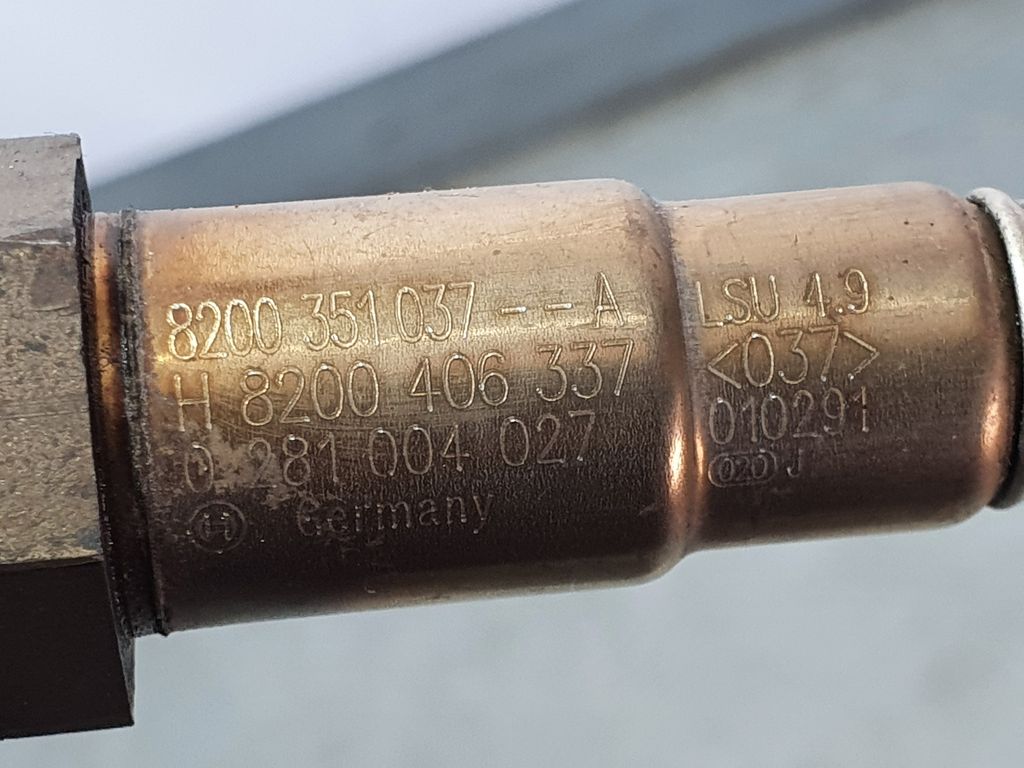 8200 351 037 - - A
H 8200 406 337
0 281 004 027
Germany
LSU 4.9
<037>
010291
020 J